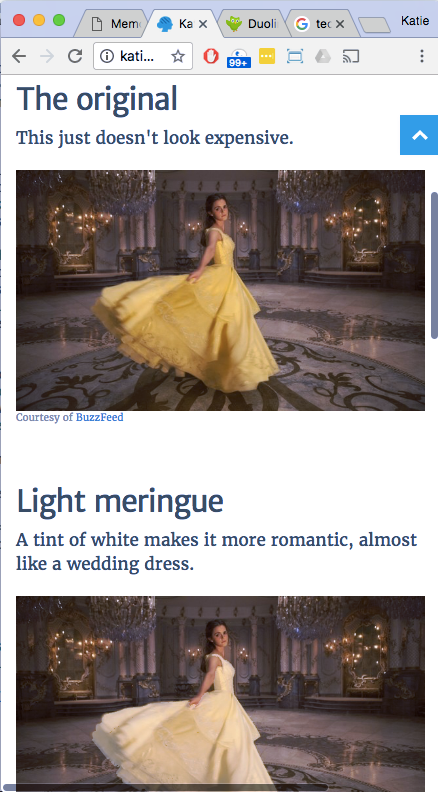 Mem
Ka
Duoli
tec
Katie
kati...
99+
The original
This just doesn't look expensive.
Courtesy of BuzzFeed
Light meringue
A tint of white makes it more romantic, almost
like a wedding dress.